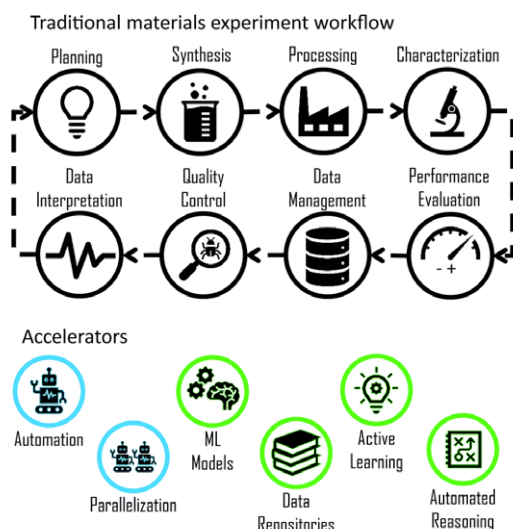 Traditional materials experiment workflow
Planning
Synthesis
Processing
Characterization
Data
Interpretation
Quality
Control
Data
Management
Performance
Evaluation
- +
Accelerators
Automation
Parallelization
ML
Models
Data
Repositories
Active
Learning
Automated
Reasoning